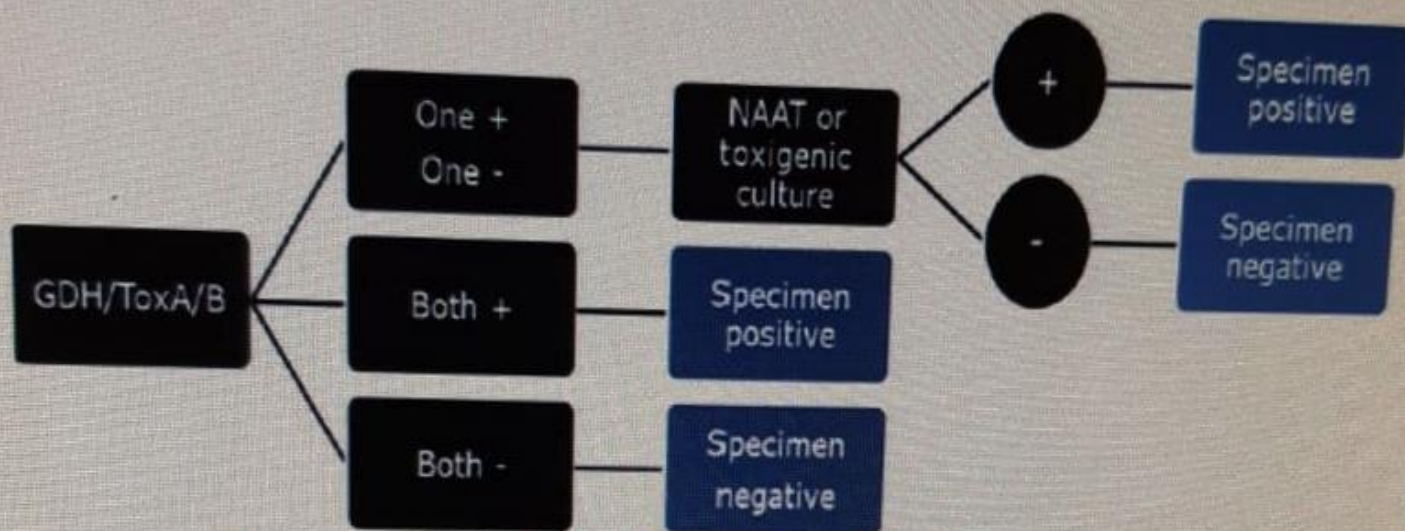 GDH/ToxA/B
One +
One -
NAAT or
toxigenic
culture
+
Specimen
positive
-
Specimen
negative
Both +
Specimen
positive
Both -
Specimen
negative